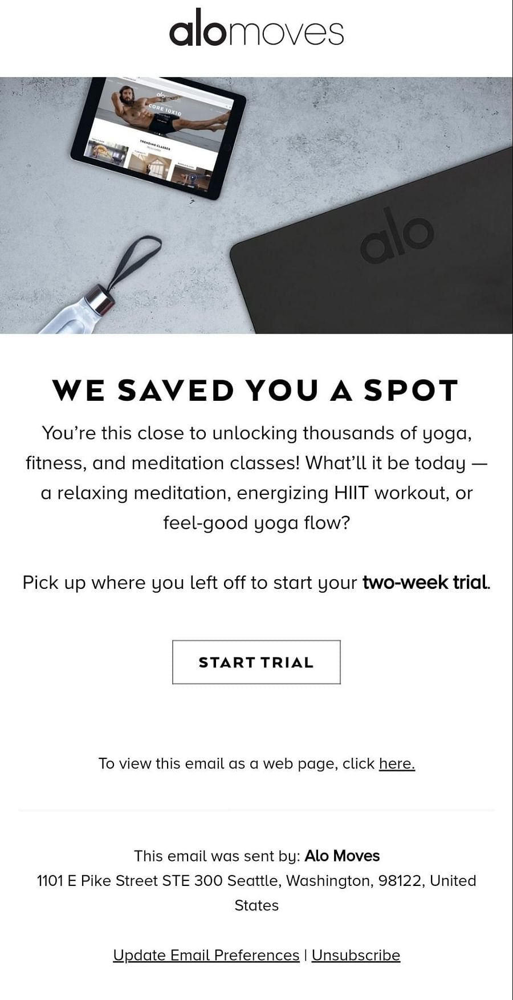 alomoves
alo
CORE 10X10
TRENDING CLASSES
alo
WE SAVED YOU A SPOT
You’re this close to unlocking thousands of yoga,
fitness, and meditation classes! What’ll it be today —
a relaxing meditation, energizing HIIT workout, or
feel-good yoga flow?
Pick up where you left off to start your two-week trial.
START TRIAL
To view this email as a web page, click here.
This email was sent by: Alo Moves
1101 E Pike Street STE 300 Seattle, Washington, 98122, United
States
Update Email Preferences | Unsubscribe